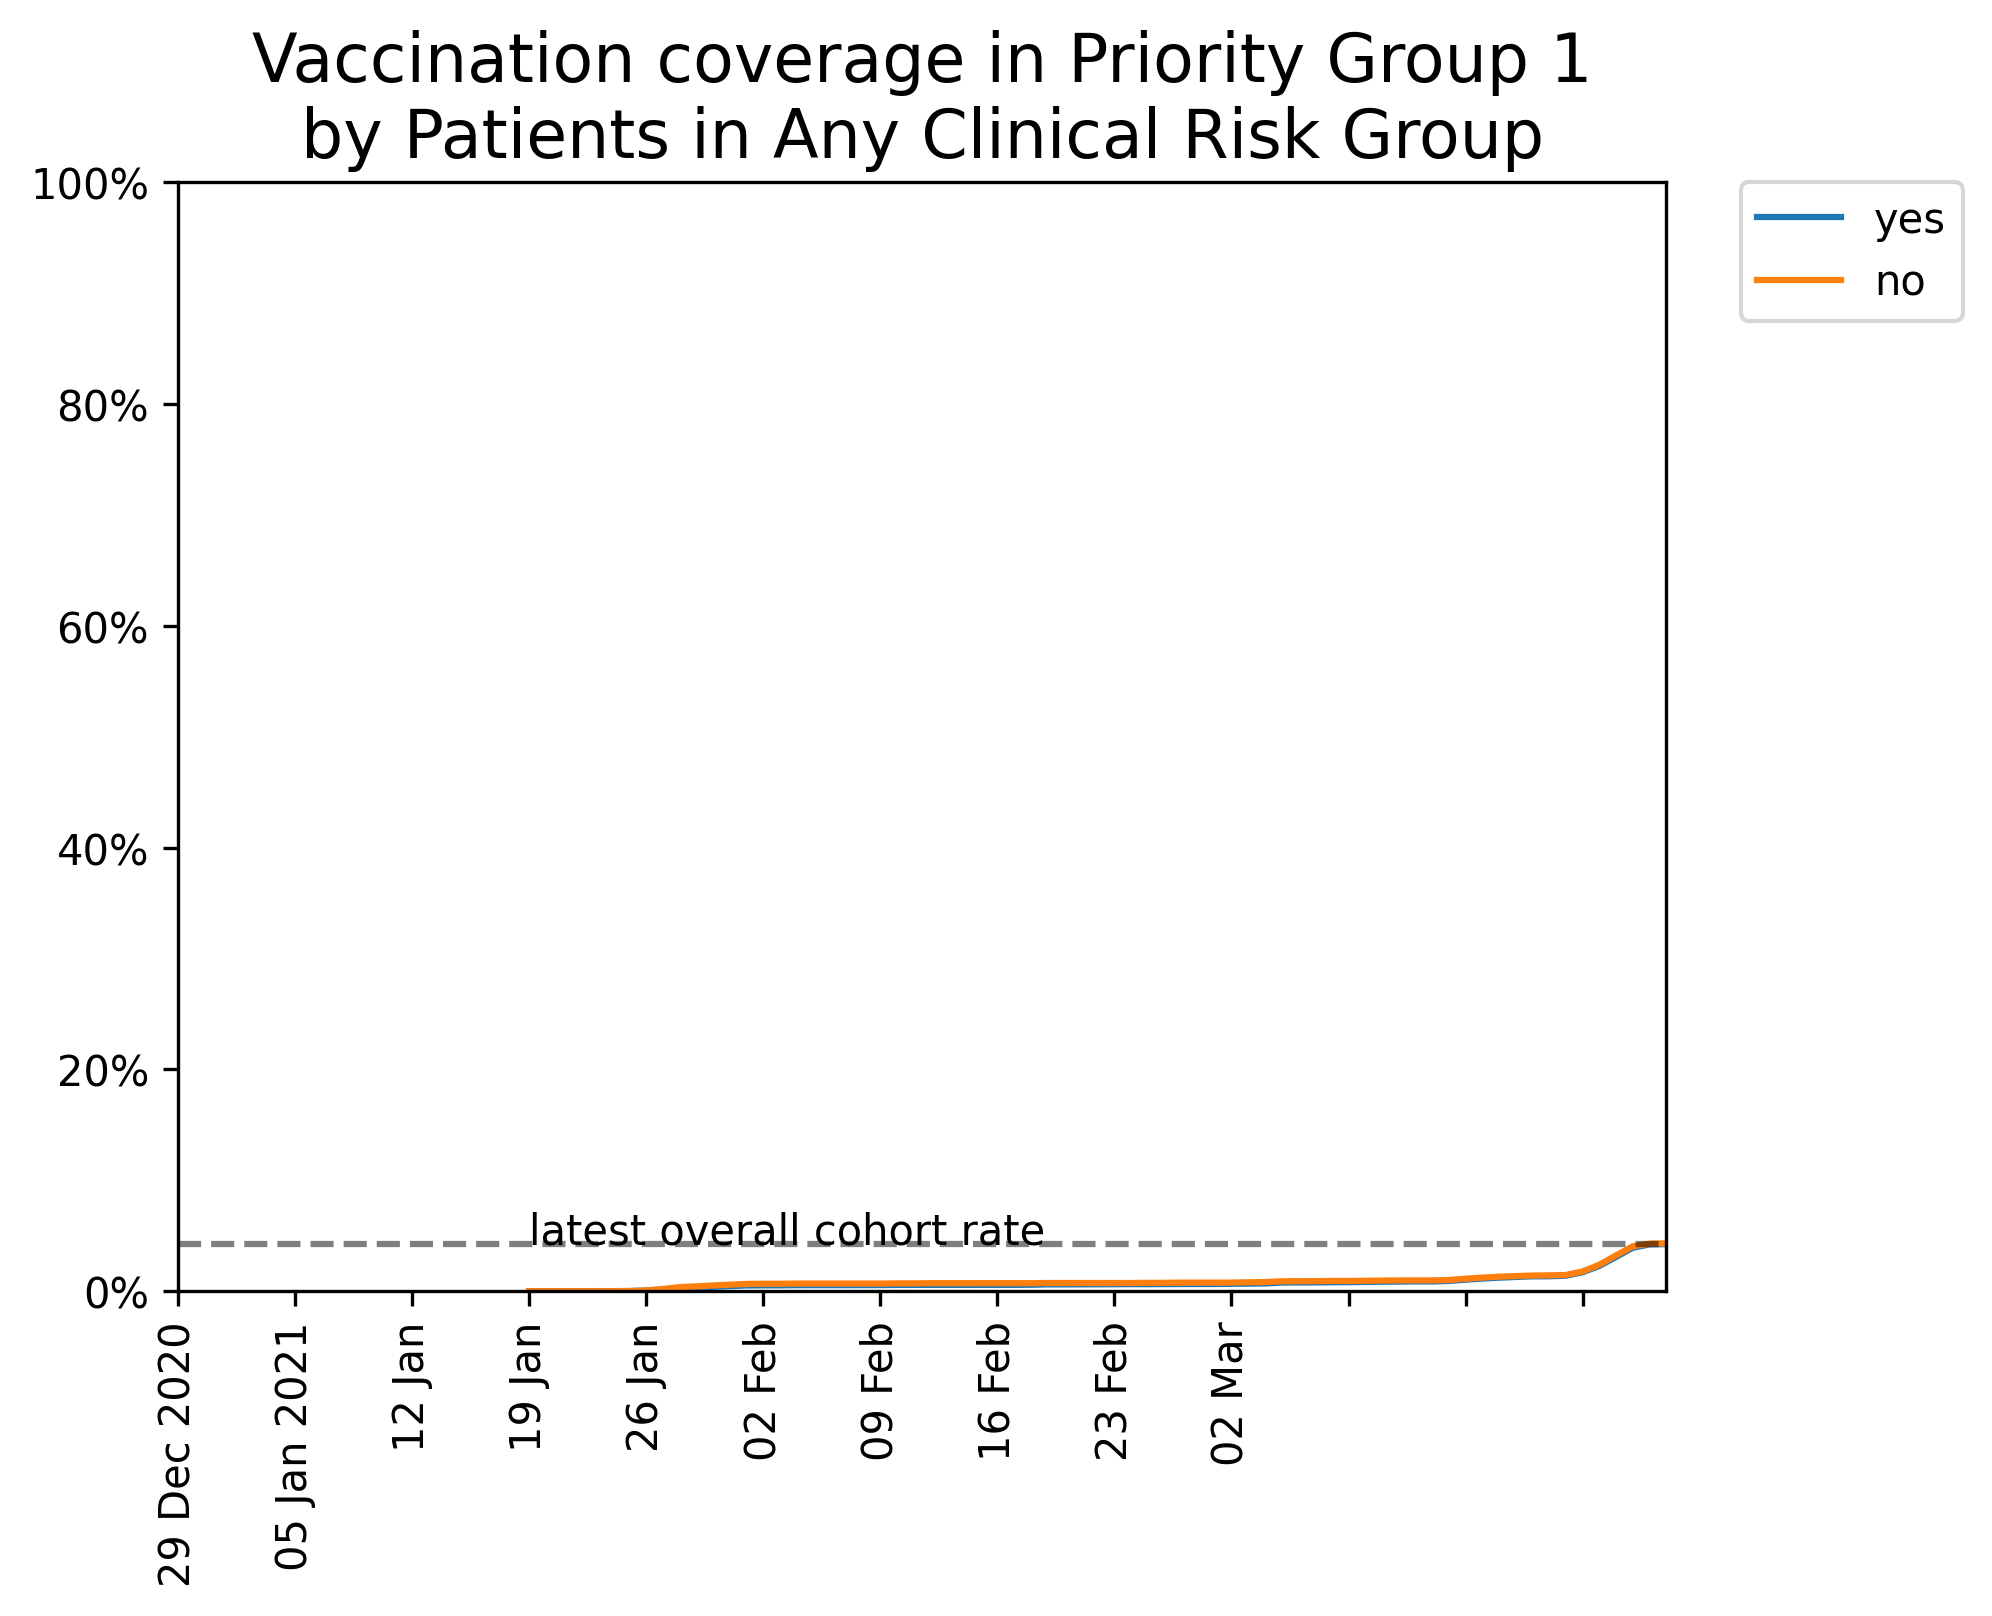 Vaccination coverage in Priority Group 1
by Patients in Any Clinical Risk Group
100%
80%
60%
40%
20%
0%
yes
no
latest overall cohort rate
29 Dec 2020
05 Jan 2021
12 Jan
19 Jan
26 Jan
02 Feb
09 Feb
16 Feb
23 Feb
02 Mar